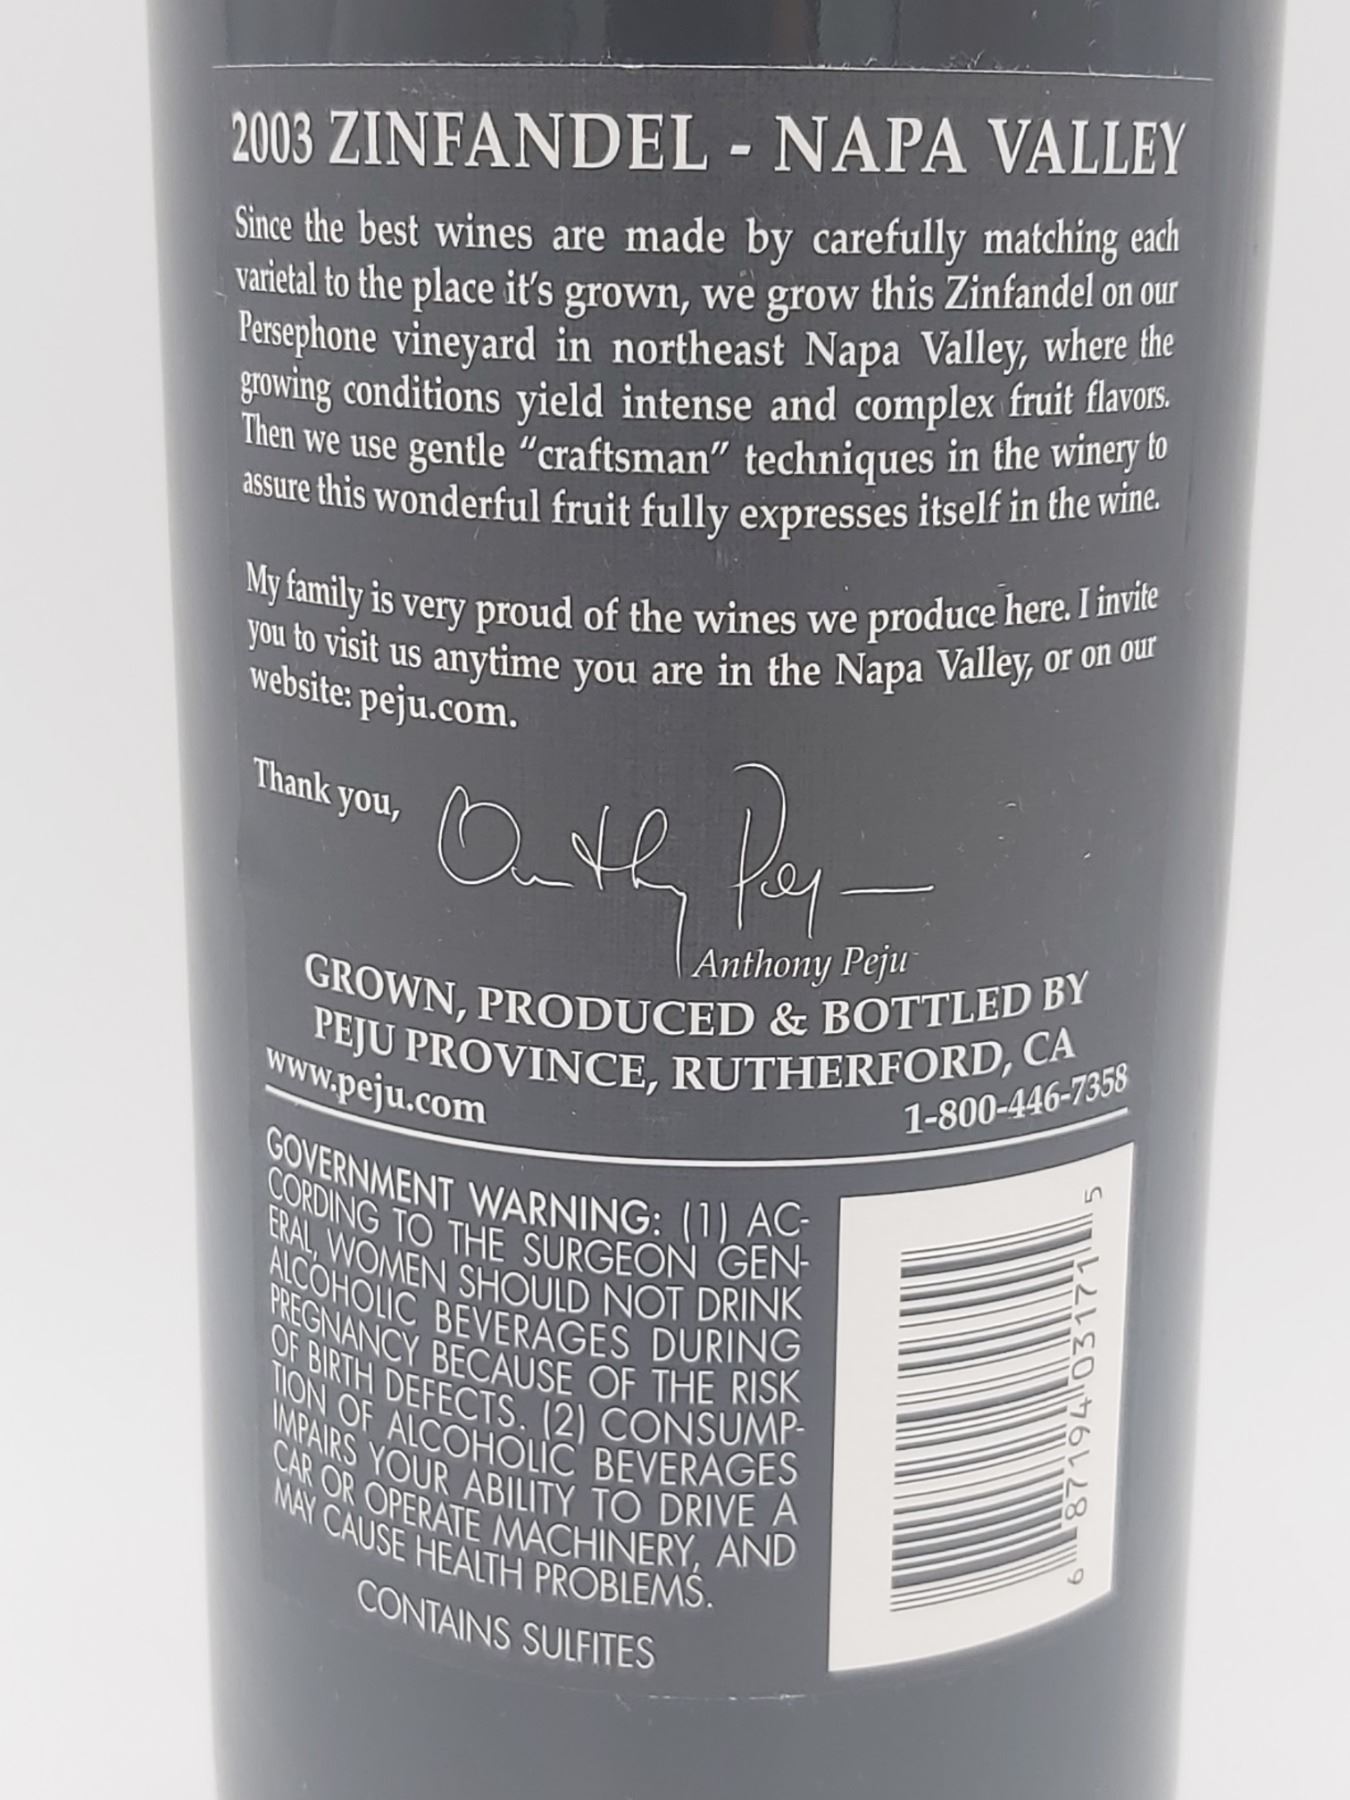 2003 ZINFANDEL - NAPA VALLEY
Since the best wines are made by carefully matching each
varietal to the place it's grown, we grow this Zinfandel on our
Persephone vineyard in northeast Napa Valley, where the
growing conditions yield intense and complex fruit flavors.
Then we use gentle "craftsman" techniques in the winery to
assure this wonderful fruit fully expresses itself in the wine.
My family is very proud of the wines we produce here. I invite
you to visit us anytime you are in the Napa Valley, or on our
website: peju.com.
Thank you,
Anthony Peju
Anthony Peju
GROWN, PRODUCED & BOTTLED BY
PEJU PROVINCE, RUTHERFORD, CA
www.peju.com 1-800-446-7358
GOVERNMENT WARNING: (1) AC-
CORDING TO THE SURGEON GEN-
ERAL, WOMEN SHOULD NOT DRINK
ALCOHOLIC BEVERAGES DURING
PREGNANCY BECAUSE OF THE RISK
OF BIRTH DEFECTS. (2) CONSUMP-
TION OF ALCOHOLIC BEVERAGES
IMPAIRS YOUR ABILITY TO DRIVE A
CAR OR OPERATE MACHINERY, AND
MAY CAUSE HEALTH PROBLEMS.
CONTAINS SULFITES
6 87194 03171 5